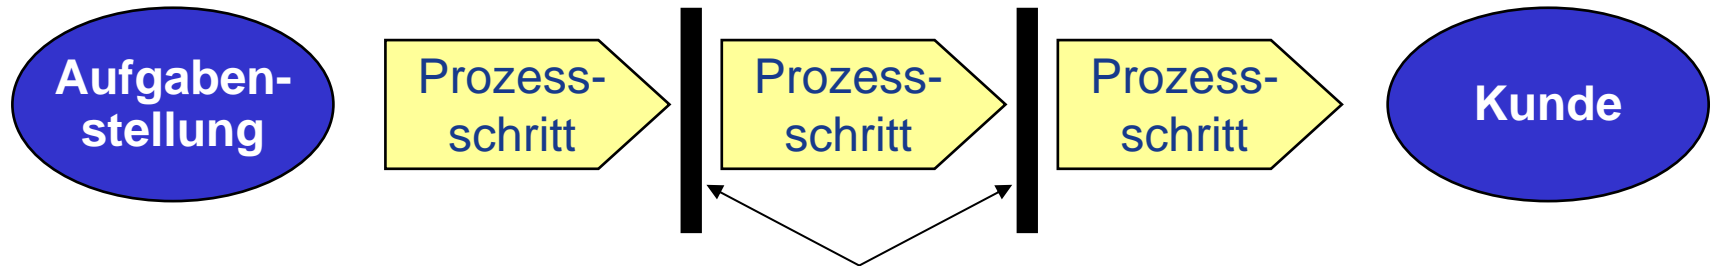 Aufgaben-
stellung
Prozess-
schritt
Prozess-
schritt
Prozess-
schritt
Kunde